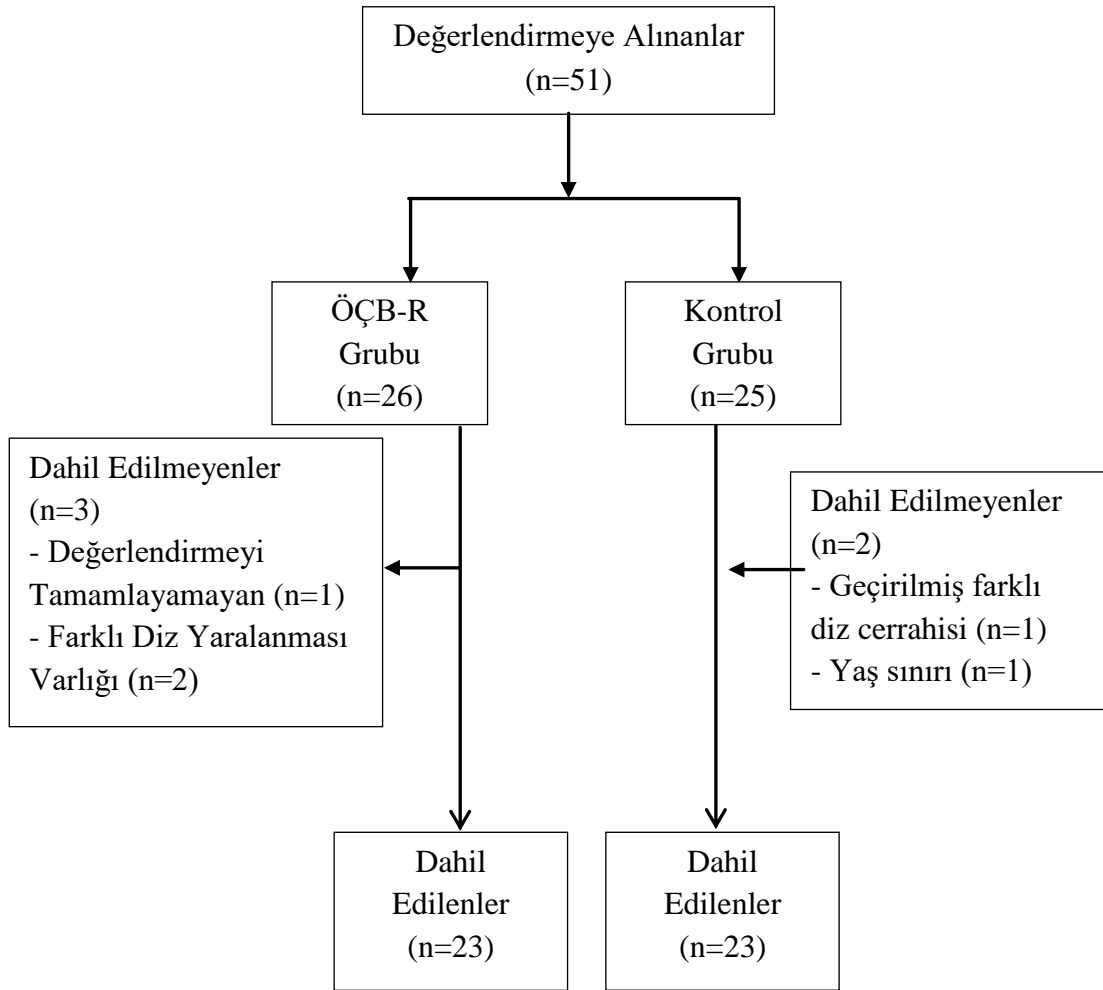 Değerlendirmeye Alınanlar
(n=51)
ÖÇB-R
Grubu
(n=26)
Kontrol
Grubu
(n=25)
Dahil Edilmeyenler
(n=3)
- Değerlendirmeyi
Tamamlayamayan (n=1)
- Farklı Diz Yaralanması
Varlığı (n=2)
Dahil Edilmeyenler
(n=2)
- Geçirilmiş farklı
diz cerrahisi (n=1)
- Yaş sınırı (n=1)
Dahil
Edilenler
(n=23)
Dahil
Edilenler
(n=23)